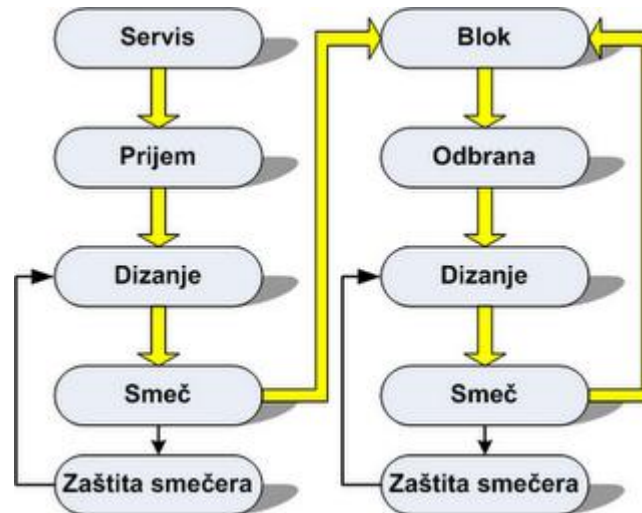 Servis
Prijem
Dizanje
Smeč
Zaštita smečera
Blok
Odbrana
Dizanje
Smeč
Zaštita smečera